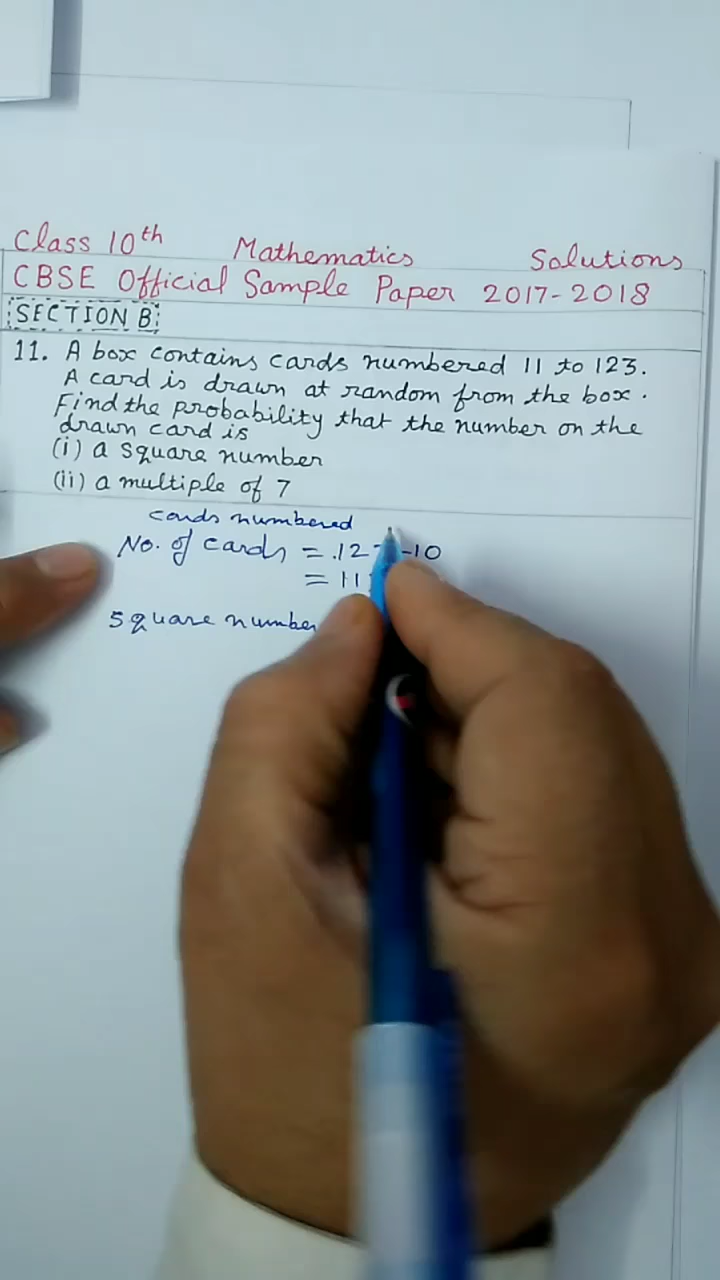 Class 10th Mathematics Solutions
CBSE Official Sample Paper 2017-2018
SECTION B
11. A box contains cards numbered 11 to 123.
A card is drawn at random from the box.
Find the probability that the number on the
drawn card is
(i) a square number
(ii) a multiple of 7
cards numbered
No. of cards = 12 -10
= 11
square number